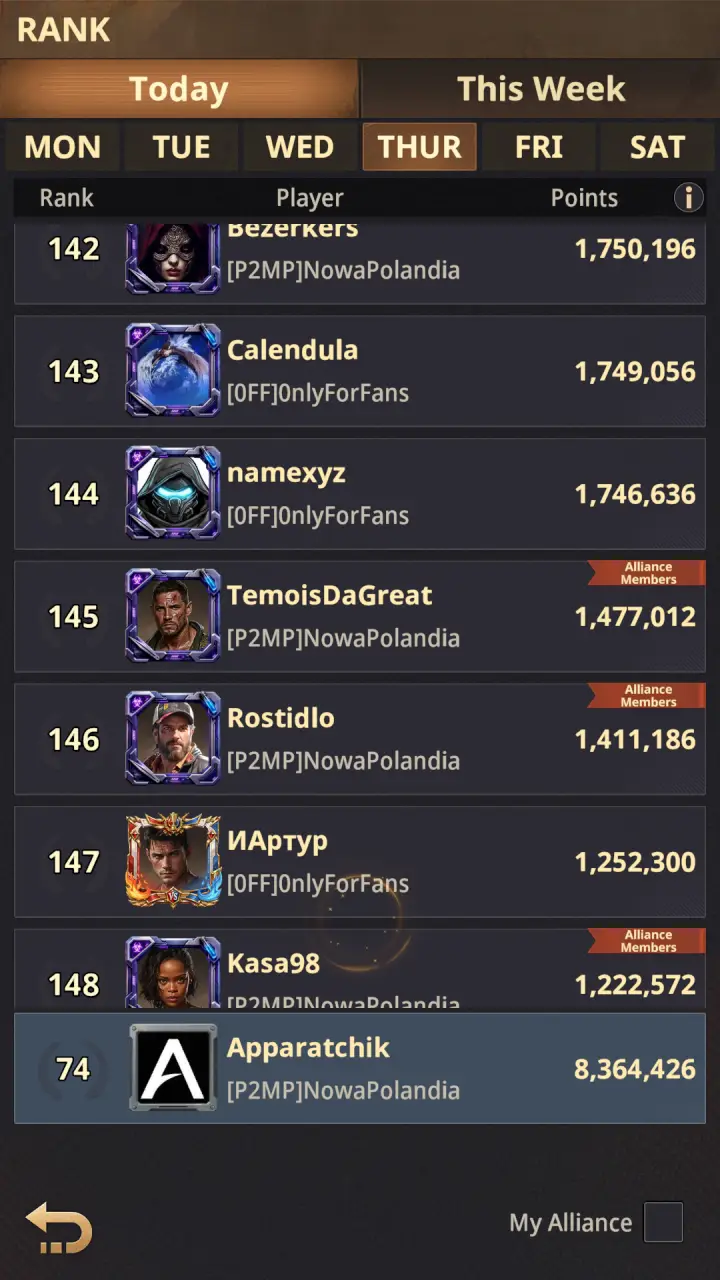 RANK
Today This Week
MON TUE WED THUR FRI SAT
Rank Player Points
142 Bezerkers 1,750,196
[P2MP]NowaPolandia
143 Calendula 1,749,056
[0FF]0nlyForFans
144 namexyz 1,746,636
[0FF]0nlyForFans
Alliance
Members
145 TemoisDaGreat 1,477,012
[P2MP]NowaPolandia
Alliance
Members
146 Rostidlo 1,411,186
[P2MP]NowaPolandia
147 ИАртур 1,252,300
[0FF]0nlyForFans
Alliance
Members
148 Kasa98 1,222,572
[P2MP]NowaPolandia
74 Apparatchik 8,364,426
[P2MP]NowaPolandia
My Alliance